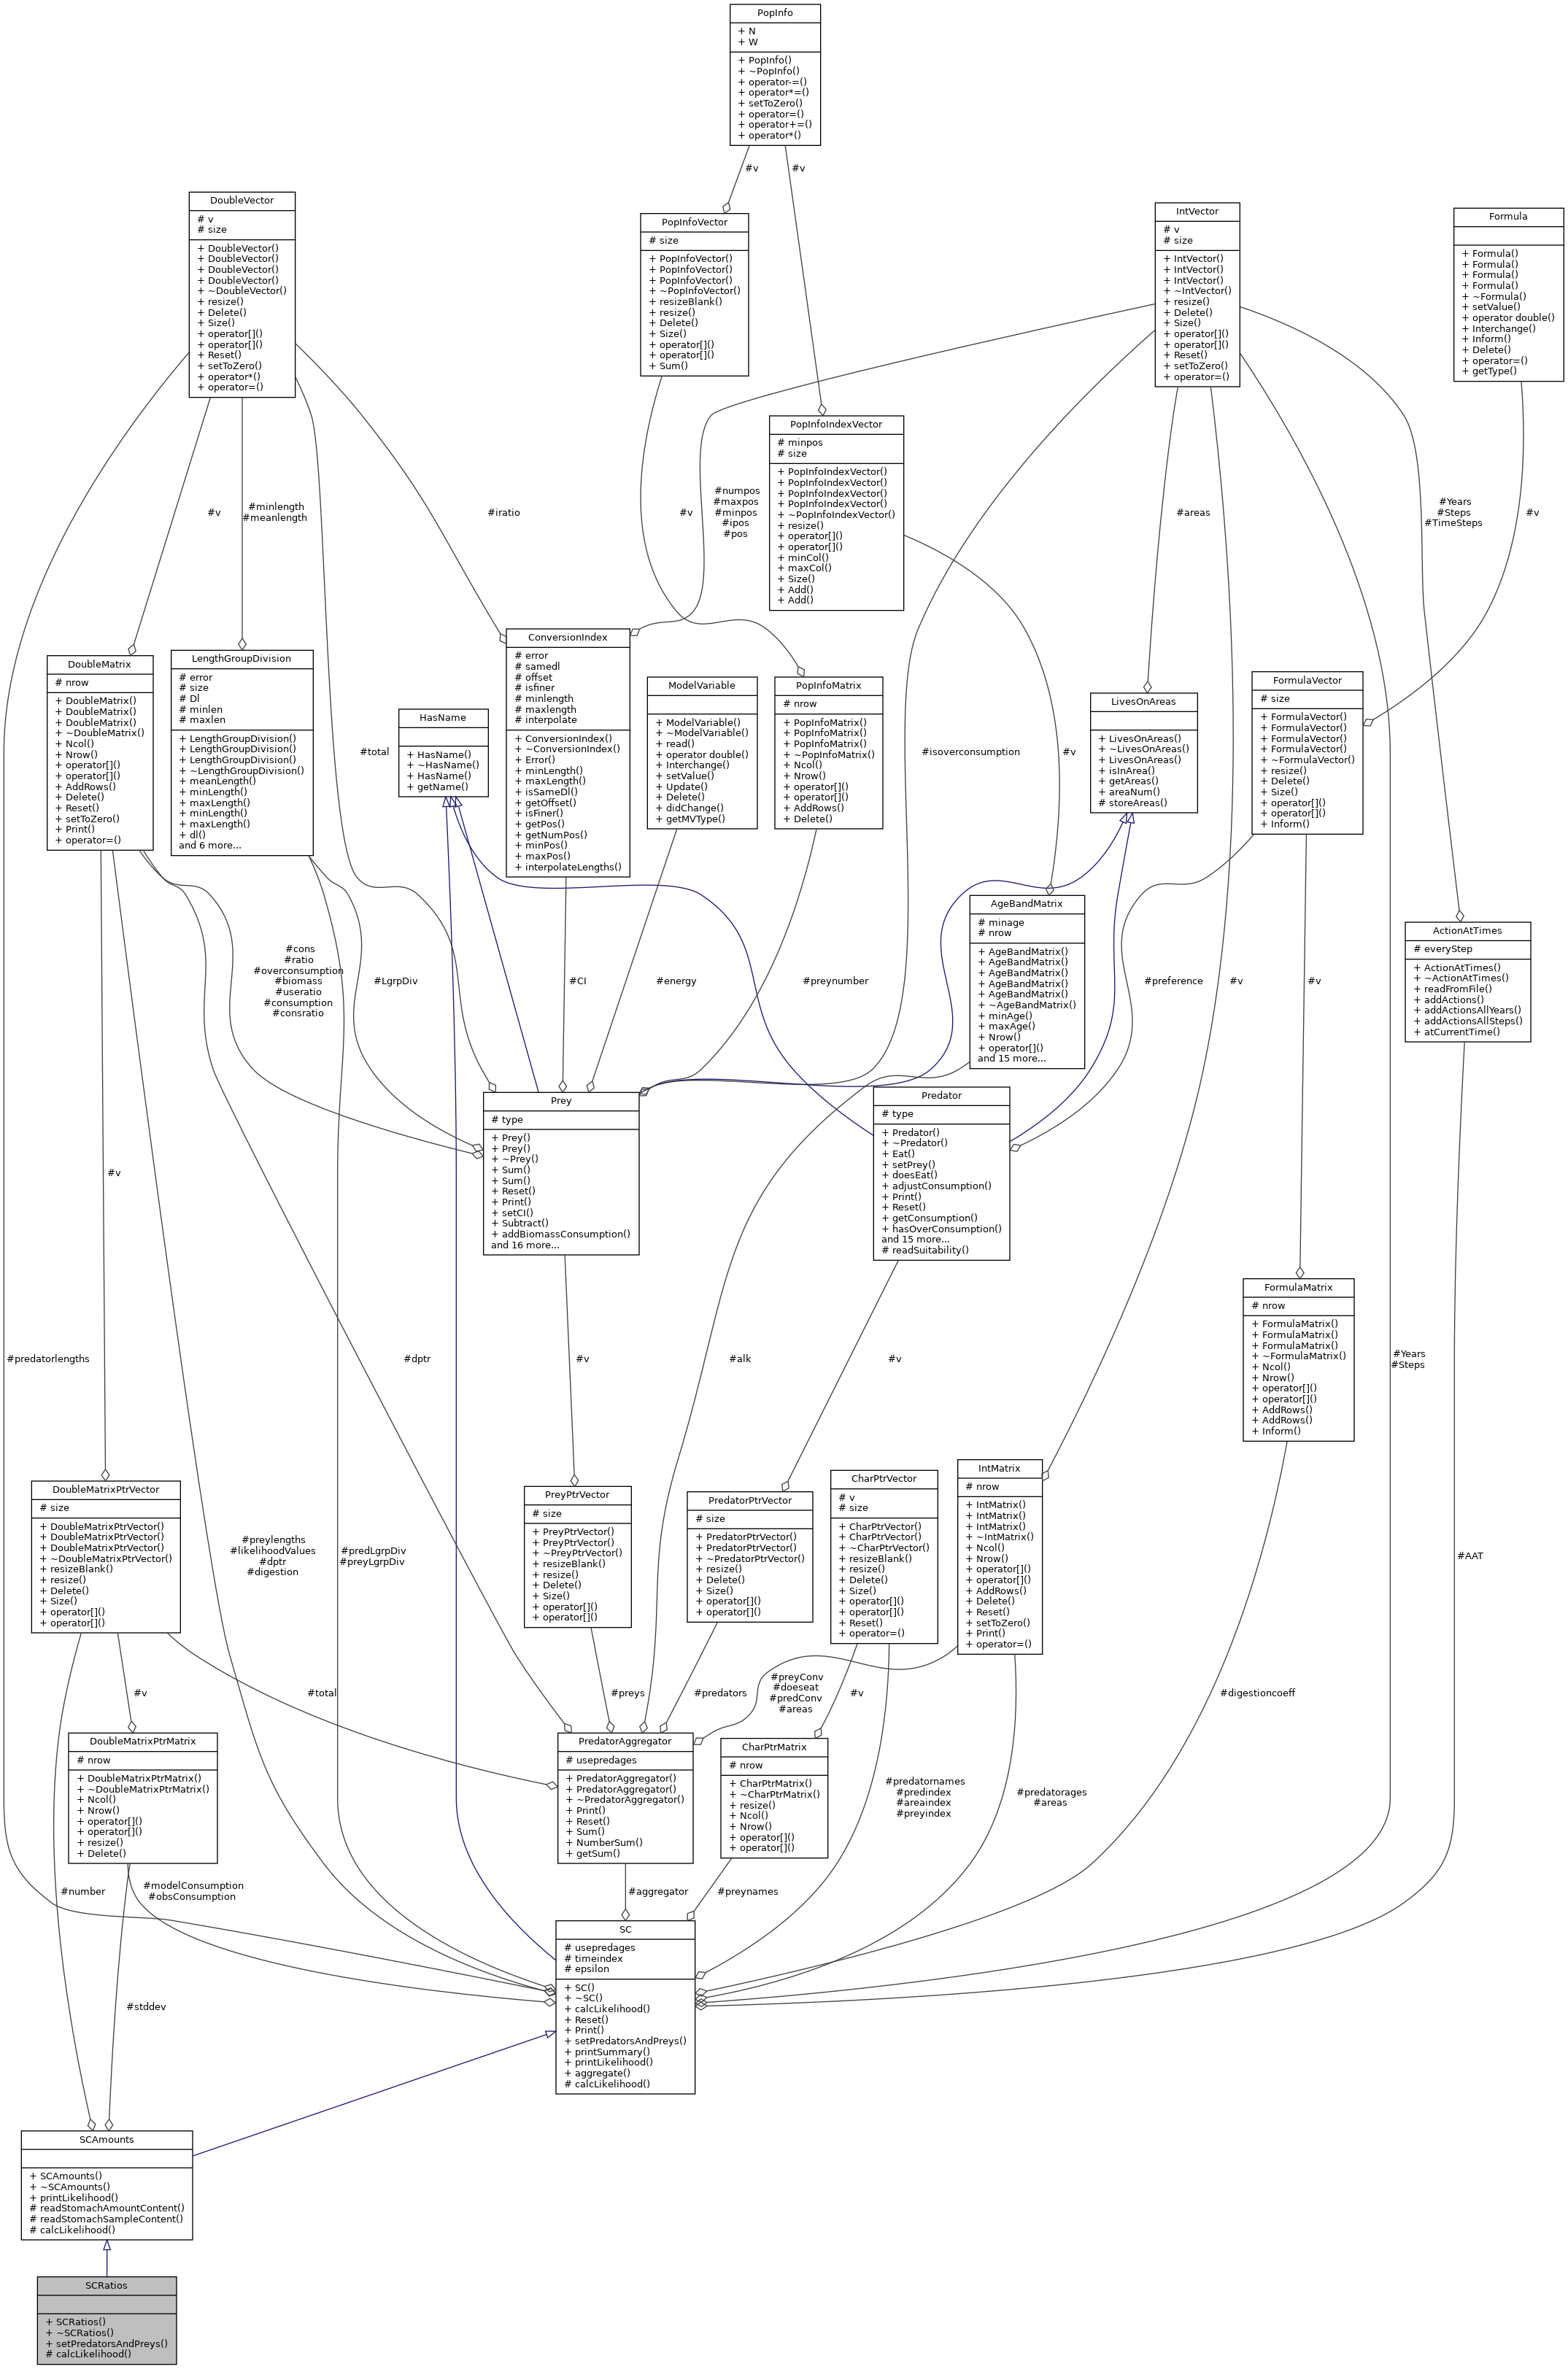 PopInfo
+ N
+ W
+ PopInfo()
+ ~PopInfo()
+ operator-=()
+ operator*=()
+ setToZero()
+ operator=()
+ operator+=()
+ operator*()
#v
#v
DoubleVector
# v
# size
+ DoubleVector()
+ DoubleVector()
+ DoubleVector()
+ DoubleVector()
+ ~DoubleVector()
+ resize()
+ Delete()
+ Size()
+ operator[]()
+ operator[]()
+ Reset()
+ setToZero()
+ operator*()
+ operator=()
PopInfoVector
# size
+ PopInfoVector()
+ PopInfoVector()
+ PopInfoVector()
+ ~PopInfoVector()
+ resizeBlank()
+ resize()
+ Delete()
+ Size()
+ operator[]()
+ operator[]()
+ Sum()
IntVector
# v
# size
+ IntVector()
+ IntVector()
+ IntVector()
+ ~IntVector()
+ resize()
+ Delete()
+ Size()
+ operator[]()
+ operator[]()
+ Reset()
+ setToZero()
+ operator=()
Formula
+ Formula()
+ Formula()
+ Formula()
+ Formula()
+ ~Formula()
+ setValue()
+ operator double()
+ Interchange()
+ Inform()
+ Delete()
+ operator=()
+ getType()
PopInfoIndexVector
# minpos
# size
+ PopInfoIndexVector()
+ PopInfoIndexVector()
+ PopInfoIndexVector()
+ PopInfoIndexVector()
+ ~PopInfoIndexVector()
+ resize()
+ operator[]()
+ operator[]()
+ minCol()
+ maxCol()
+ Size()
+ Add()
+ Add()
#v
#minlength
#meanlength
#iratio
#v
#numpos
#maxpos
#minpos
#ipos
#pos
#areas
#Years
#Steps
#TimeSteps
#v
DoubleMatrix
# nrow
+ DoubleMatrix()
+ DoubleMatrix()
+ DoubleMatrix()
+ ~DoubleMatrix()
+ Ncol()
+ Nrow()
+ operator[]()
+ operator[]()
+ AddRows()
+ Delete()
+ Reset()
+ setToZero()
+ Print()
+ operator=()
LengthGroupDivision
# error
# size
# Dl
# minlen
# maxlen
+ LengthGroupDivision()
+ LengthGroupDivision()
+ LengthGroupDivision()
+ ~LengthGroupDivision()
+ meanLength()
+ minLength()
+ maxLength()
+ minLength()
+ maxLength()
+ dl()
and 6 more...
#total
HasName
+ HasName()
+ ~HasName()
+ HasName()
+ getName()
ConversionIndex
# error
# samedl
# offset
# isfiner
# minlength
# maxlength
# interpolate
+ ConversionIndex()
+ ~ConversionIndex()
+ Error()
+ minLength()
+ maxLength()
+ isSameDl()
+ getOffset()
+ isFiner()
+ getPos()
+ getNumPos()
+ minPos()
+ maxPos()
+ interpolateLengths()
ModelVariable
+ ModelVariable()
+ ~ModelVariable()
+ read()
+ operator double()
+ Interchange()
+ setValue()
+ Update()
+ Delete()
+ didChange()
+ getMVType()
PopInfoMatrix
# nrow
+ PopInfoMatrix()
+ PopInfoMatrix()
+ PopInfoMatrix()
+ ~PopInfoMatrix()
+ Ncol()
+ Nrow()
+ operator[]()
+ operator[]()
+ AddRows()
+ Delete()
#isoverconsumption
#v
LivesOnAreas
+ LivesOnAreas()
+ ~LivesOnAreas()
+ LivesOnAreas()
+ isInArea()
+ getAreas()
+ areaNum()
# storeAreas()
FormulaVector
# size
+ FormulaVector()
+ FormulaVector()
+ FormulaVector()
+ FormulaVector()
+ ~FormulaVector()
+ resize()
+ Delete()
+ Size()
+ operator[]()
+ operator[]()
+ Inform()
AgeBandMatrix
# minage
# nrow
+ AgeBandMatrix()
+ AgeBandMatrix()
+ AgeBandMatrix()
+ AgeBandMatrix()
+ AgeBandMatrix()
+ ~AgeBandMatrix()
+ minAge()
+ maxAge()
+ Nrow()
+ operator[]()
and 15 more...
ActionAtTimes
# everyStep
+ ActionAtTimes()
+ ~ActionAtTimes()
+ readFromFile()
+ addActions()
+ addActionsAllYears()
+ addActionsAllSteps()
+ atCurrentTime()
#cons
#ratio
#overconsumption
#biomass
#useratio
#consumption
#consratio
#LgrpDiv
#CI
#energy
#preynumber
#preference
#v
#v
Prey
# type
+ Prey()
+ Prey()
+ ~Prey()
+ Sum()
+ Sum()
+ Reset()
+ Print()
+ setCI()
+ Subtract()
+ addBiomassConsumption()
and 16 more...
Predator
# type
+ Predator()
+ ~Predator()
+ Eat()
+ setPrey()
+ doesEat()
+ adjustConsumption()
+ Print()
+ Reset()
+ getConsumption()
+ hasOverConsumption()
and 15 more...
# readSuitability()
#v
FormulaMatrix
# nrow
+ FormulaMatrix()
+ FormulaMatrix()
+ FormulaMatrix()
+ ~FormulaMatrix()
+ Ncol()
+ Nrow()
+ operator[]()
+ operator[]()
+ AddRows()
+ AddRows()
+ Inform()
#predatorlengths
#dptr
#v
#alk
#v
#Years
#Steps
DoubleMatrixPtrVector
# size
+ DoubleMatrixPtrVector()
+ DoubleMatrixPtrVector()
+ DoubleMatrixPtrVector()
+ ~DoubleMatrixPtrVector()
+ resizeBlank()
+ resize()
+ Delete()
+ Size()
+ operator[]()
+ operator[]()
#preylengths
#likelihoodValues
#dptr
#digestion
#predLgrpDiv
#preyLgrpDiv
PreyPtrVector
# size
+ PreyPtrVector()
+ PreyPtrVector()
+ ~PreyPtrVector()
+ resizeBlank()
+ resize()
+ Delete()
+ Size()
+ operator[]()
+ operator[]()
PredatorPtrVector
# size
+ PredatorPtrVector()
+ PredatorPtrVector()
+ ~PredatorPtrVector()
+ resize()
+ Delete()
+ Size()
+ operator[]()
+ operator[]()
CharPtrVector
# v
# size
+ CharPtrVector()
+ CharPtrVector()
+ ~CharPtrVector()
+ resizeBlank()
+ resize()
+ Delete()
+ Size()
+ operator[]()
+ operator[]()
+ Reset()
+ operator=()
IntMatrix
# nrow
+ IntMatrix()
+ IntMatrix()
+ IntMatrix()
+ ~IntMatrix()
+ Ncol()
+ Nrow()
+ operator[]()
+ operator[]()
+ AddRows()
+ Delete()
+ Reset()
+ setToZero()
+ Print()
+ operator=()
#AAT
#v
#total
#preys
#predators
#preyConv
#doeseat
#predConv
#areas
#v
#digestioncoeff
DoubleMatrixPtrMatrix
# nrow
+ DoubleMatrixPtrMatrix()
+ ~DoubleMatrixPtrMatrix()
+ Ncol()
+ Nrow()
+ operator[]()
+ operator[]()
+ resize()
+ Delete()
PredatorAggregator
# usepredages
+ PredatorAggregator()
+ PredatorAggregator()
+ ~PredatorAggregator()
+ Print()
+ Reset()
+ Sum()
+ NumberSum()
+ getSum()
CharPtrMatrix
# nrow
+ CharPtrMatrix()
+ ~CharPtrMatrix()
+ resize()
+ Ncol()
+ Nrow()
+ operator[]()
+ operator[]()
#predatornames
#predindex
#areaindex
#preyindex
#predatorages
#areas
#number
#modelConsumption
#obsConsumption
#aggregator
#preynames
SC
# usepredages
# timeindex
# epsilon
+ SC()
+ ~SC()
+ calcLikelihood()
+ Reset()
+ Print()
+ setPredatorsAndPreys()
+ printSummary()
+ printLikelihood()
+ aggregate()
# calcLikelihood()
#stddev
SCAmounts
+ SCAmounts()
+ ~SCAmounts()
+ printLikelihood()
# readStomachAmountContent()
# readStomachSampleContent()
# calcLikelihood()
SCRatios
+ SCRatios()
+ ~SCRatios()
+ setPredatorsAndPreys()
# calcLikelihood()